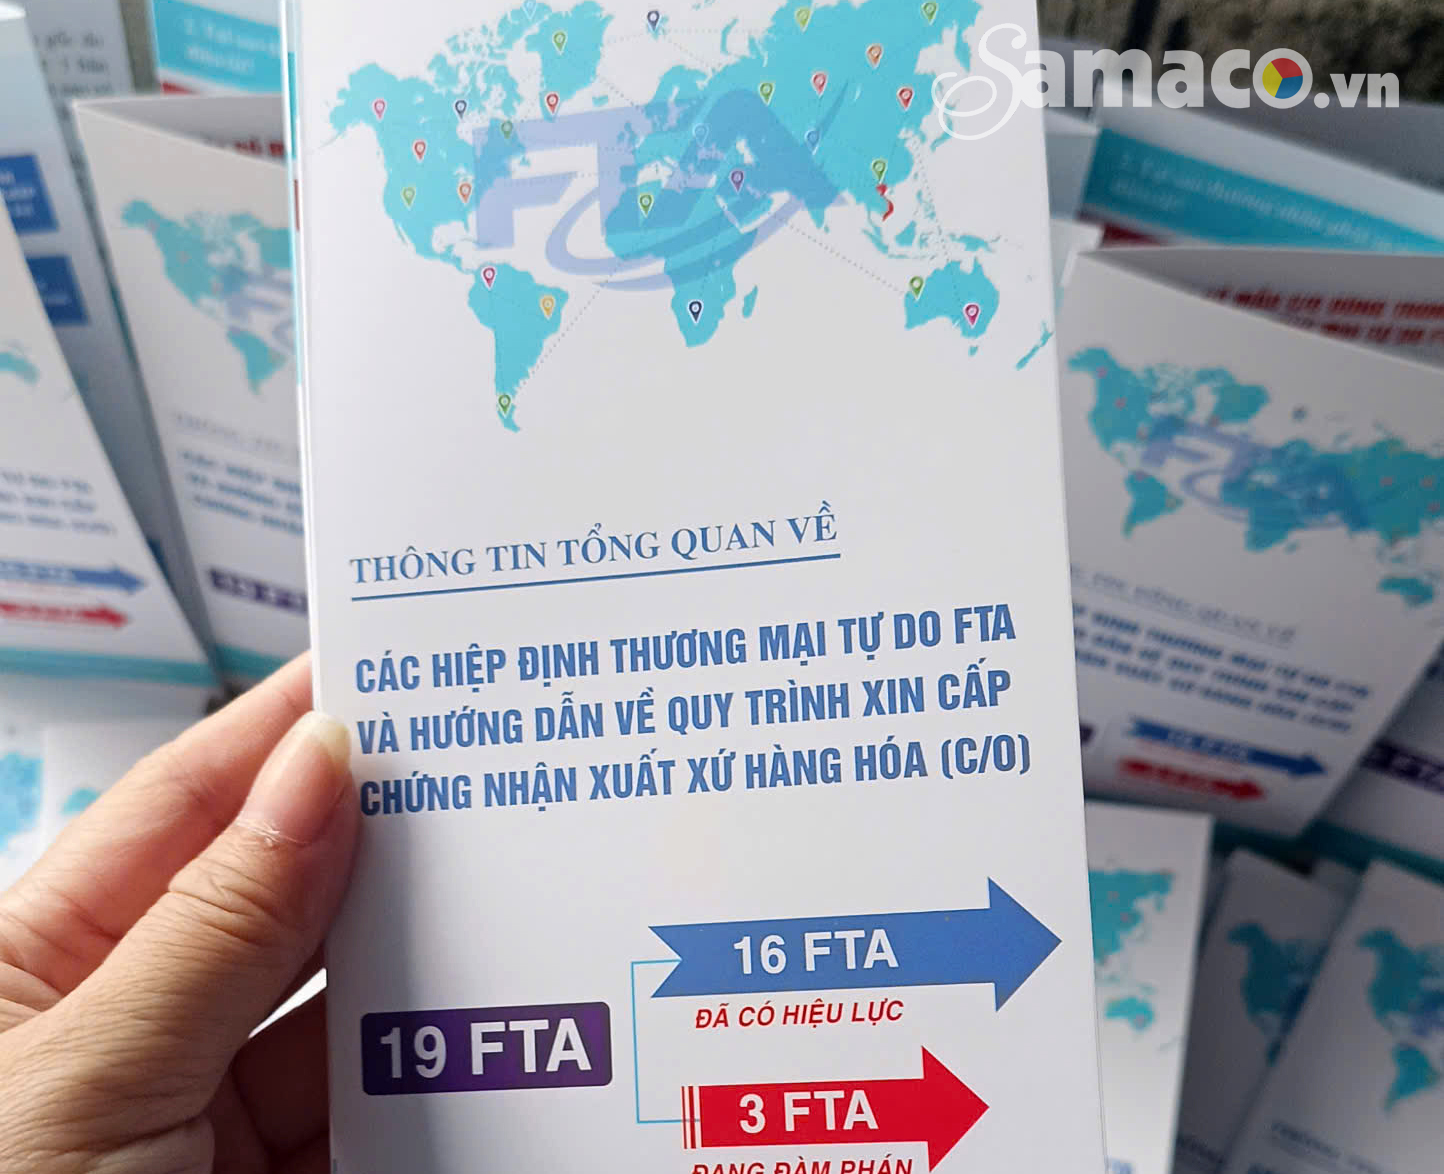 Samaco.vn
FTA
THÔNG TIN TỔNG QUAN VỀ
CÁC HIỆP ĐỊNH THƯƠNG MẠI TỰ DO FTA
VÀ HƯỚNG DẪN VỀ QUY TRÌNH XIN CẤP
CHỨNG NHẬN XUẤT XỨ HÀNG HÓA (C/O)
16 FTA
ĐÃ CÓ HIỆU LỰC
19 FTA
3 FTA
ĐANG ĐÀM PHÁN